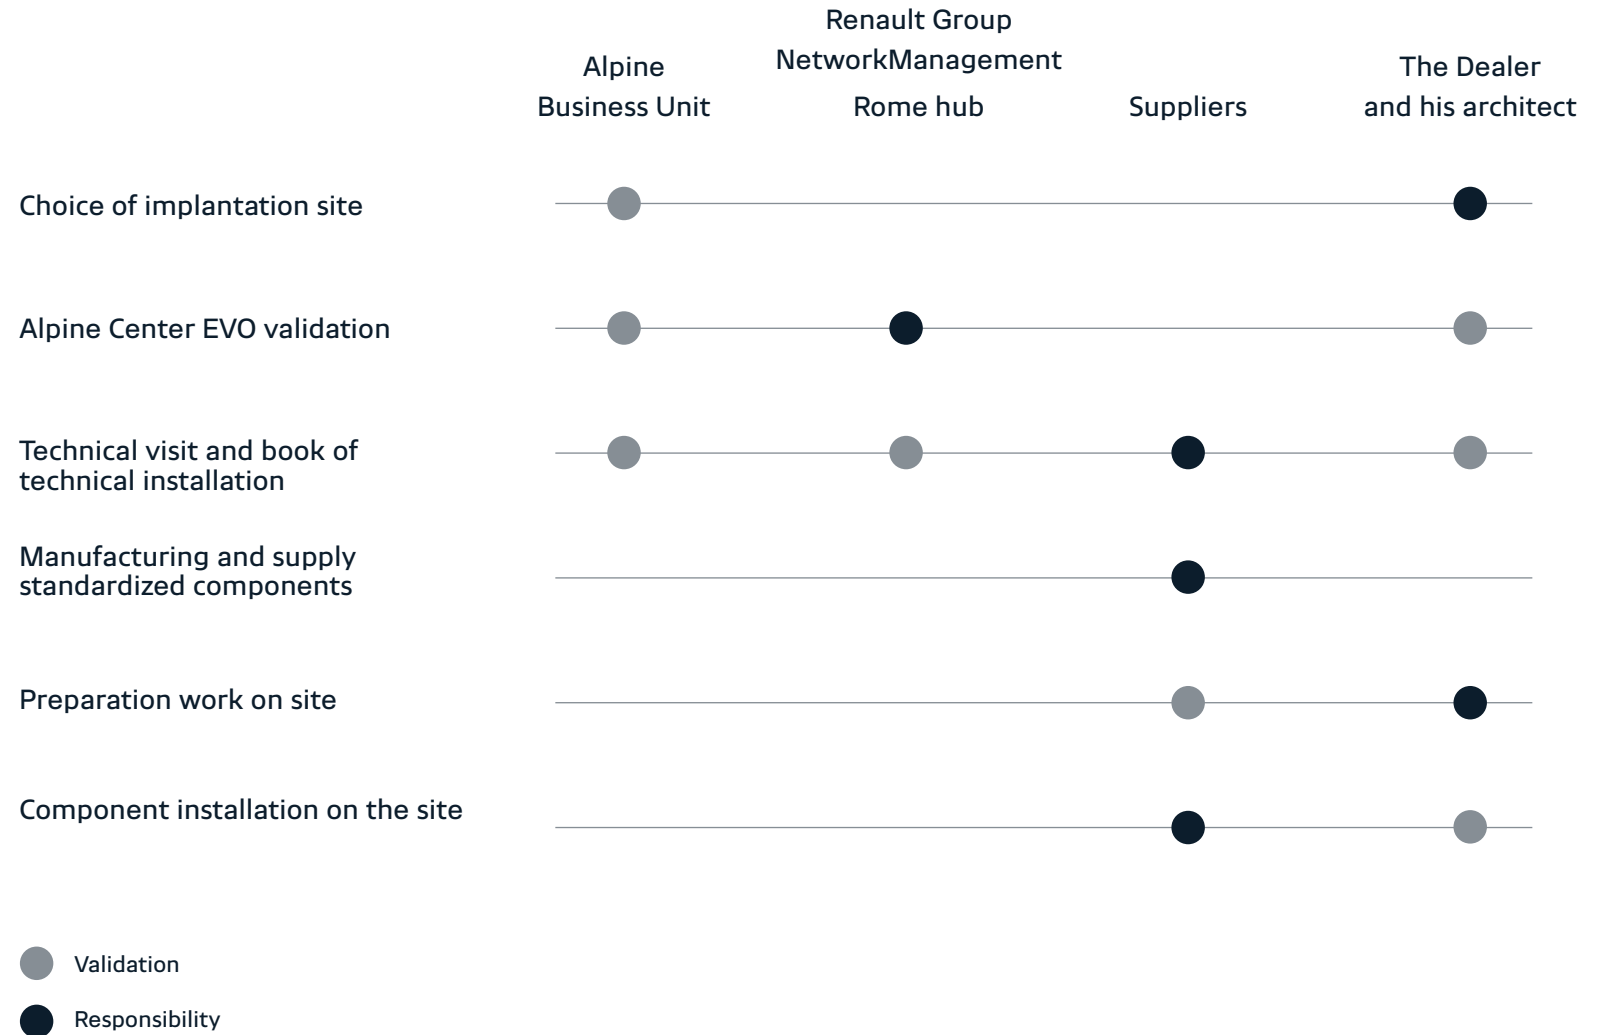 Renault Group
NetworkManagement
Rome hub
Alpine
Business Unit
Suppliers
The Dealer
and his architect
Choice of implantation site
Alpine Center EVO validation
Technical visit and book of
technical installation
Manufacturing and supply
standardized components
Preparation work on site
Component installation on the site
Validation
Responsibility